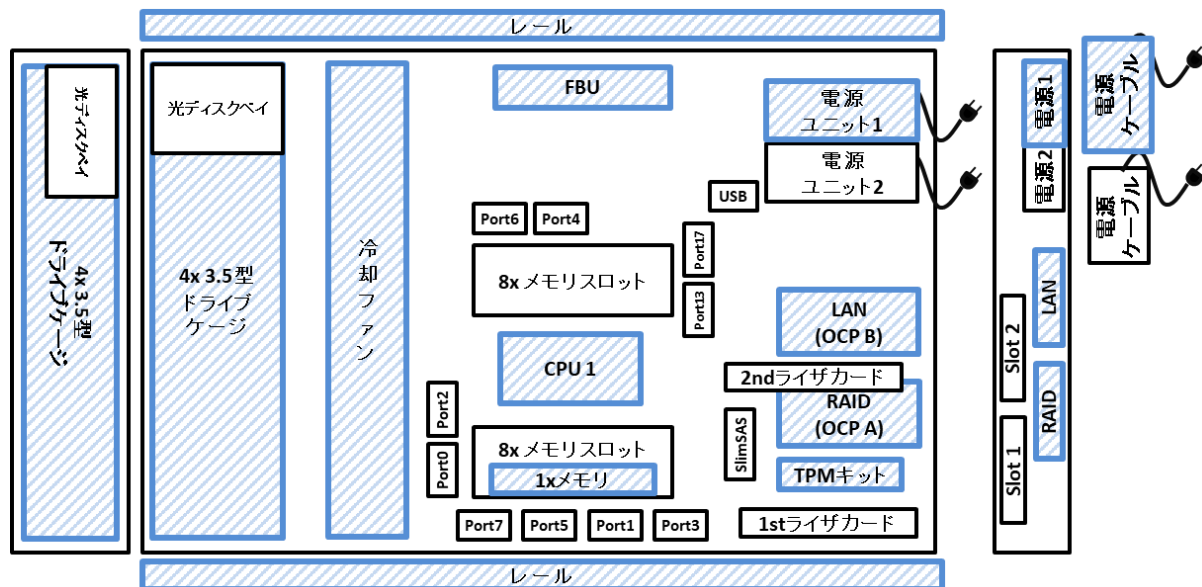 レール
光ディスクベイ
4x 3.5型
ドライブケージ
光ディスクベイ
4x 3.5型
ドライブ
ケージ
冷却ファン
FBU
電源
ユニット1
電源
ユニット2
USB
Port6
Port4
Port17
Port13
8x メモリスロット
CPU 1
LAN
(OCP B)
2ndライザカード
RAID
(OCP A)
Port2
Port0
8x メモリスロット
1xメモリ
SlimSAS
TPMキット
Port7
Port5
Port1
Port3
1stライザカード
レール
電源1
電源2
LAN
RAID
Slot 2
Slot 1
電源
ケーブル
電源
ケーブル